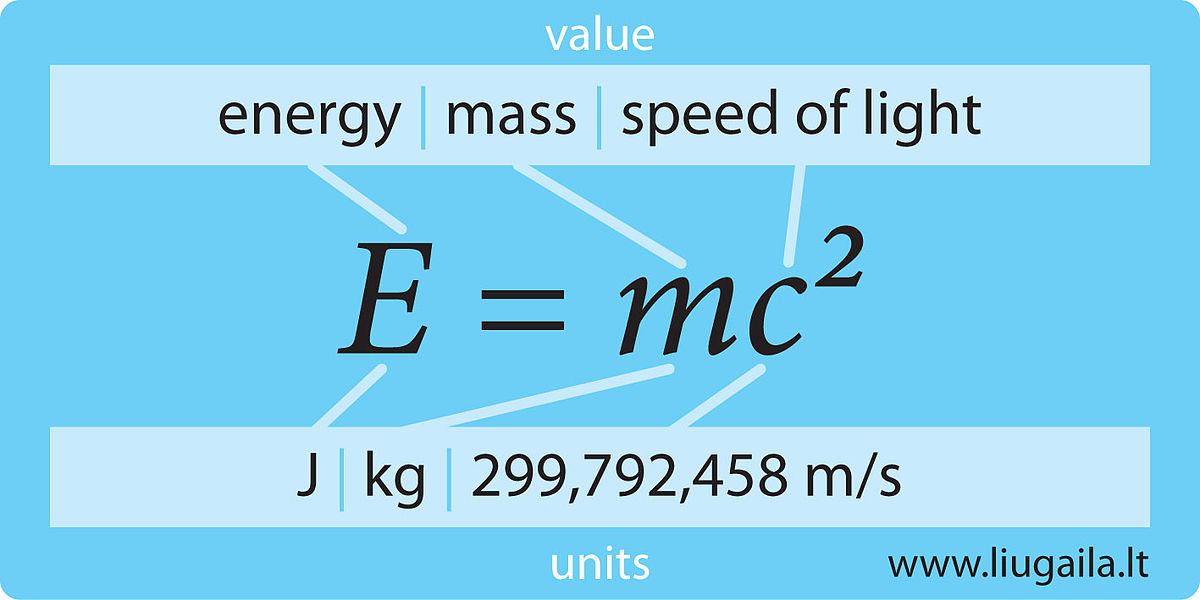 value
energy | mass | speed of light
E = mc²
J | kg | 299,792,458 m/s
units
www.liugaila.lt